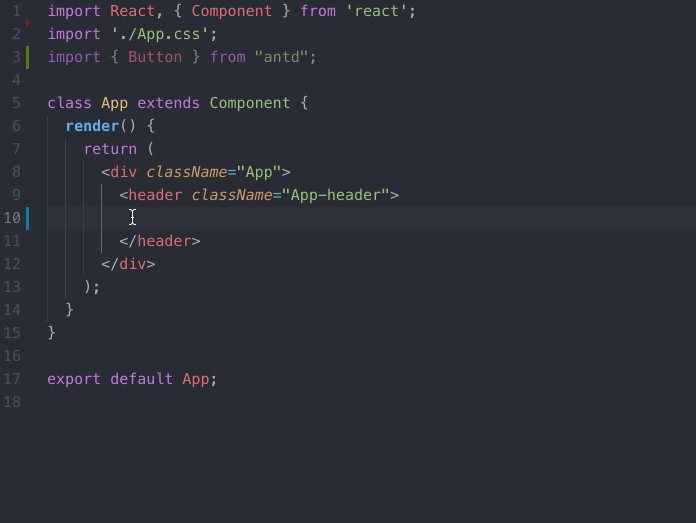 1 import React, { Component } from 'react';
2 import './App.css';
3 import { Button } from "antd";
4
5 class App extends Component {
6   render() {
7     return (
8       <div className="App">
9         <header className="App-header">
10
11         </header>
12       </div>
13     );
14   }
15 }
16
17 export default App;
18